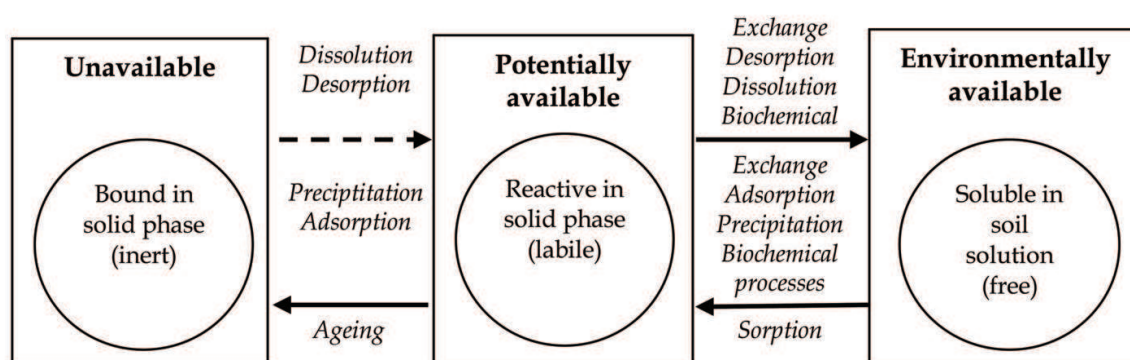 Unavailable
Bound in
solid phase
(inert)
Dissolution
Desorption
Preciptitation
Adsorption
Ageing
Potentially
available
Reactive in
solid phase
(labile)
Exchange
Desorption
Dissolution
Biochemical
Exchange
Adsorption
Precipitation
Biochemical
processes
Sorption
Environmentally
available
Soluble in
soil
solution
(free)